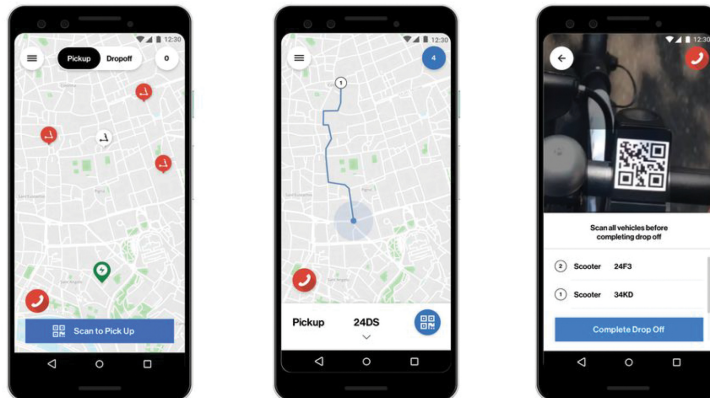 12:30
Pickup Dropoff 0
Scan to Pick Up
12:30
4
1
Pickup 24DS
12:30
Scan all vehicles before
completing drop off
2 Scooter 24F3
1 Scooter 34KD
Complete Drop Off